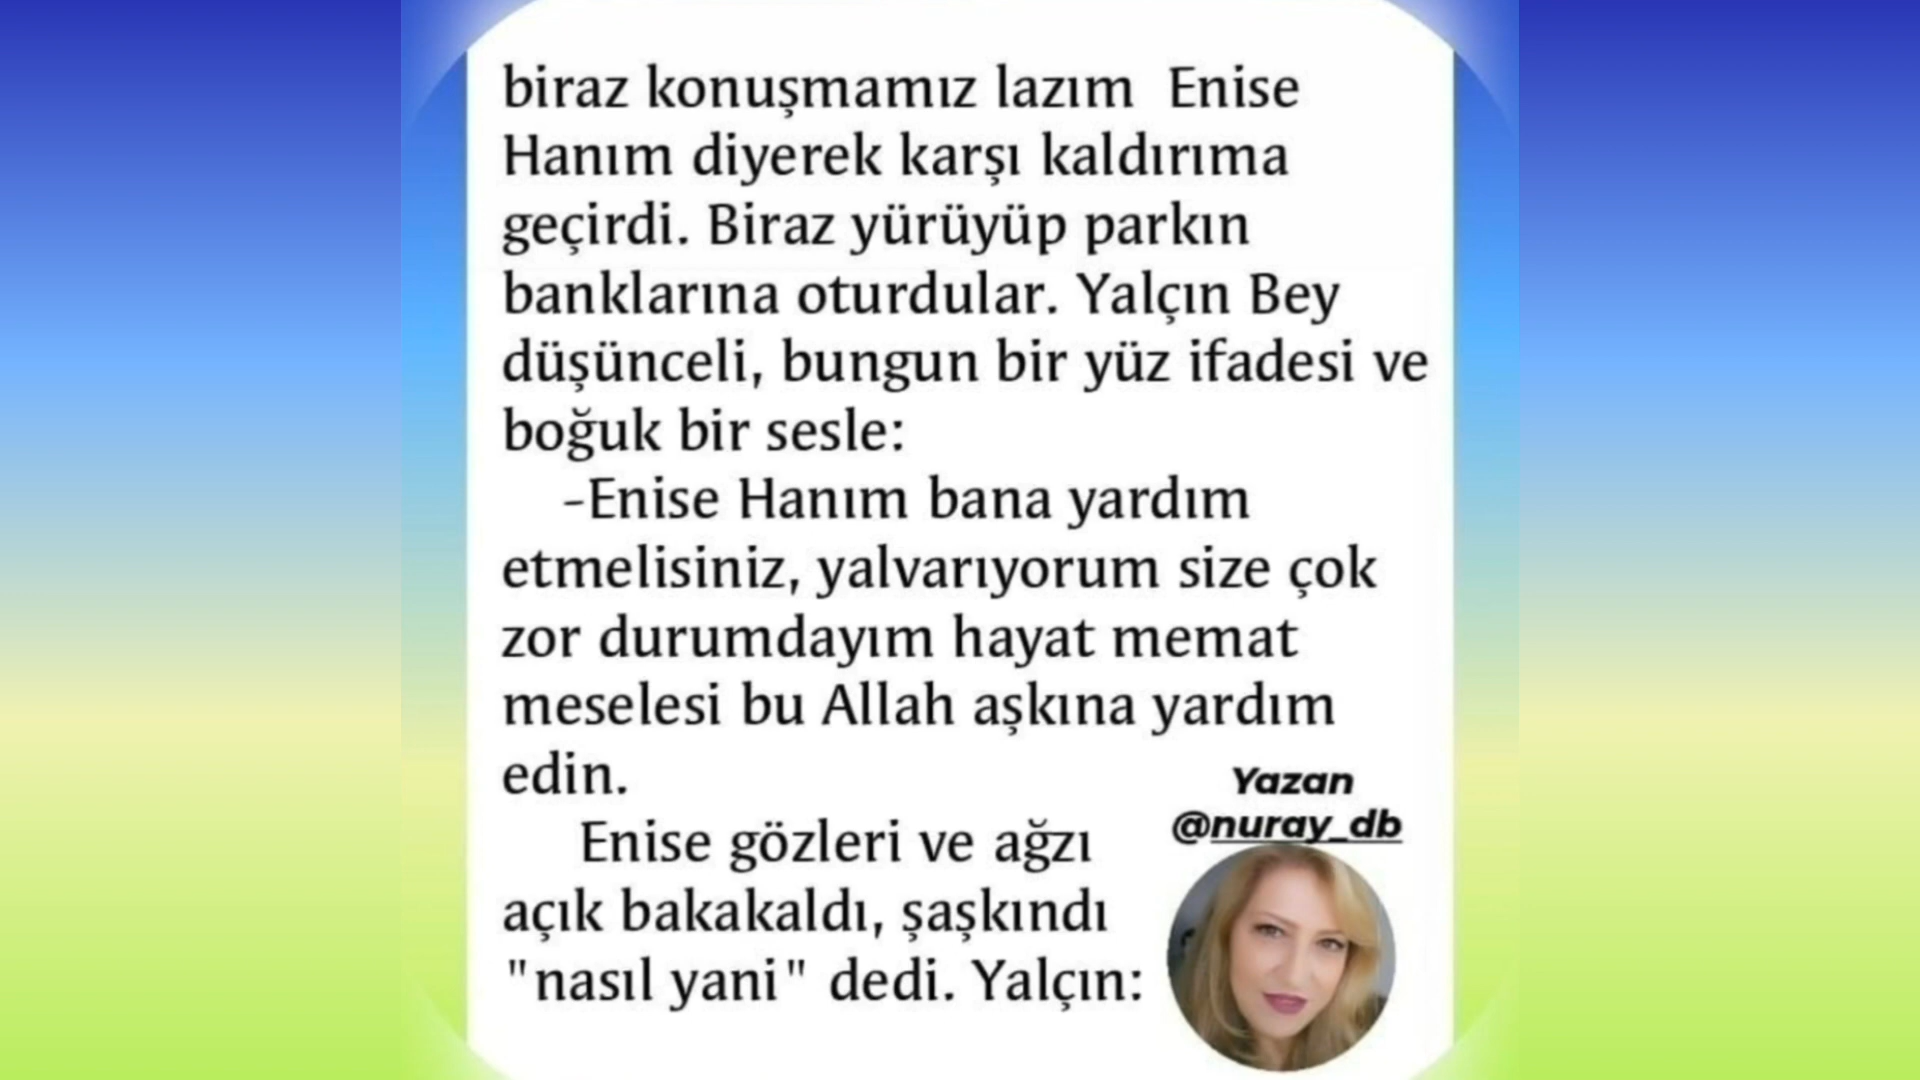 biraz konuşmamız lazım  Enise
Hanım diyerek karşı kaldırıma
geçirdi. Biraz yürüyüp parkın
banklarına oturdular. Yalçın Bey
düşünceli, bungun bir yüz ifadesi ve
boğuk bir sesle:
-Enise Hanım bana yardım
etmelisiniz, yalvarıyorum size çok
zor durumdayım hayat memat
meselesi bu Allah aşkına yardım
edin.
Enise gözleri ve ağzı
açık bakakaldı, şaşkındı
"nasıl yani" dedi. Yalçın:
Yazan
@nuray_db